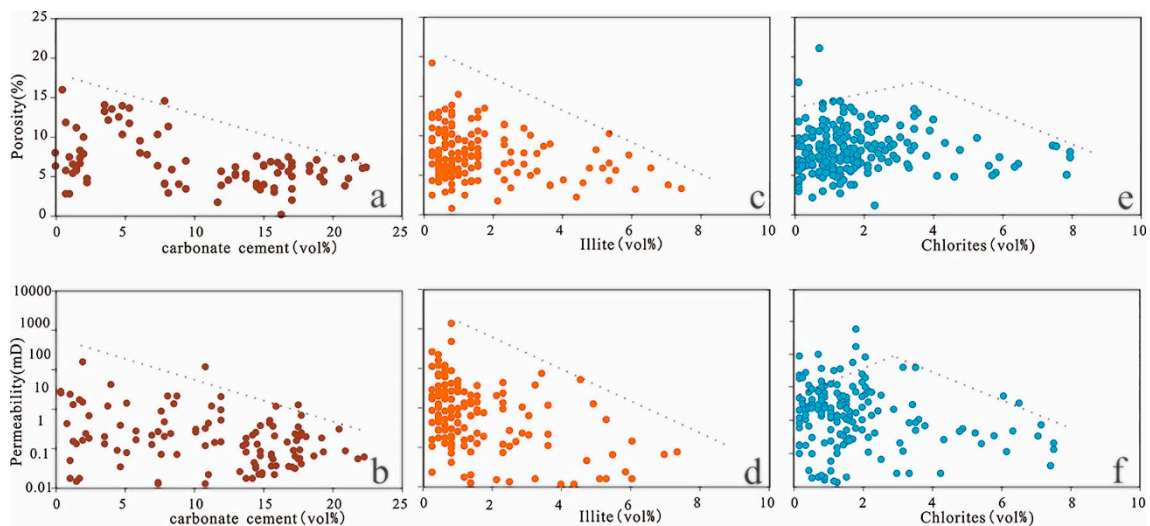 25
20
15
10
5
0
Porosity(%)
a
0 5 10 15 20 25
carbonate cement(vol%)
c
0 2 4 6 8 10
Illite(vol%)
e
0 2 4 6 8 10
Chlorites(vol%)
10000
1000
100
10
1
0.1
0.01
Permeability(mD)
b
0 5 10 15 20 25
carbonate cement(vol%)
d
0 2 4 6 8 10
Illite(vol%)
f
0 2 4 6 8 10
Chlorites(vol%)